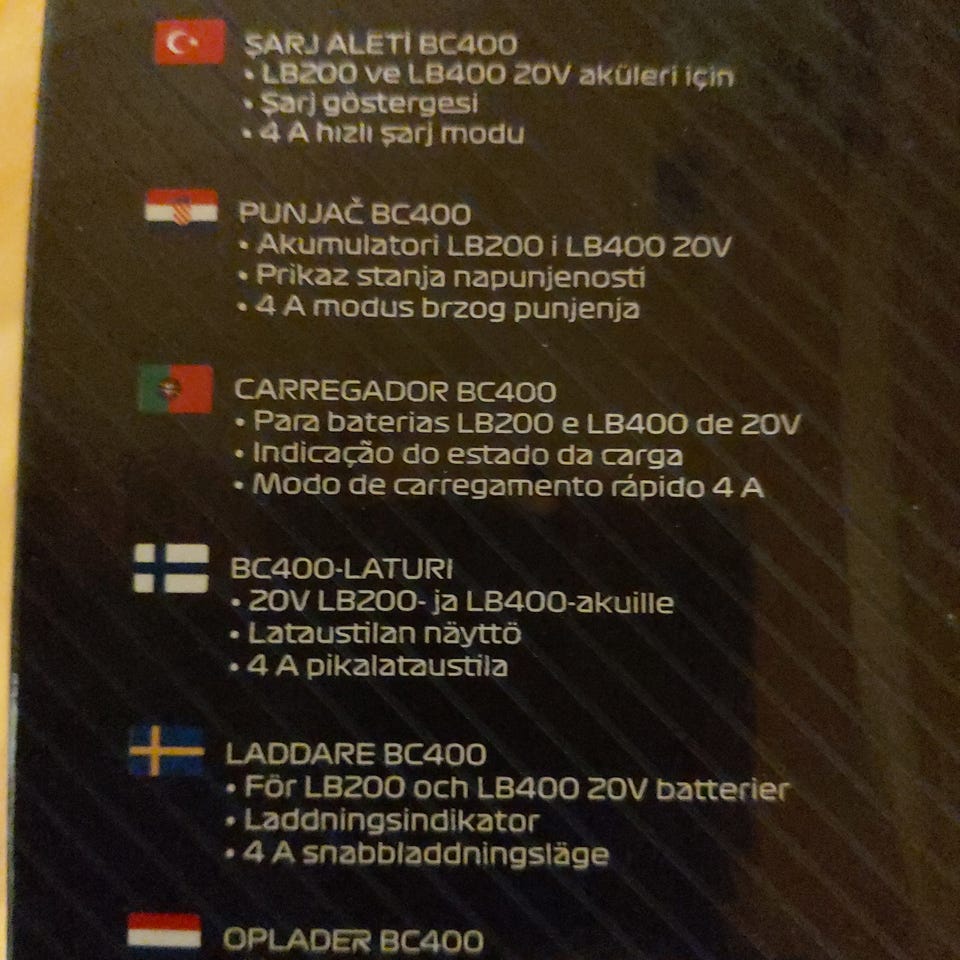 ŞARJ ALETİ BC400
• LB200 ve LB400 20V aküleri için
• Şarj göstergesi
• 4 A hızlı şarj modu
PUNJAČ BC400
• Akumulatori LB200 i LB400 20V
• Prikaz stanja napunjenosti
• 4 A modus brzog punjenja
CARREGADOR BC400
• Para baterias LB200 e LB400 de 20V
• Indicação do estado da carga
• Modo de carregamento rápido 4 A
BC400-LATURI
• 20V LB200- ja LB400-akuille
• Lataustilan näyttö
• 4 A pikalataustila
LADDARE BC400
• För LB200 och LB400 20V batterier
• Laddningsindikator
• 4 A snabbladdningsläge
OPLADER BC400